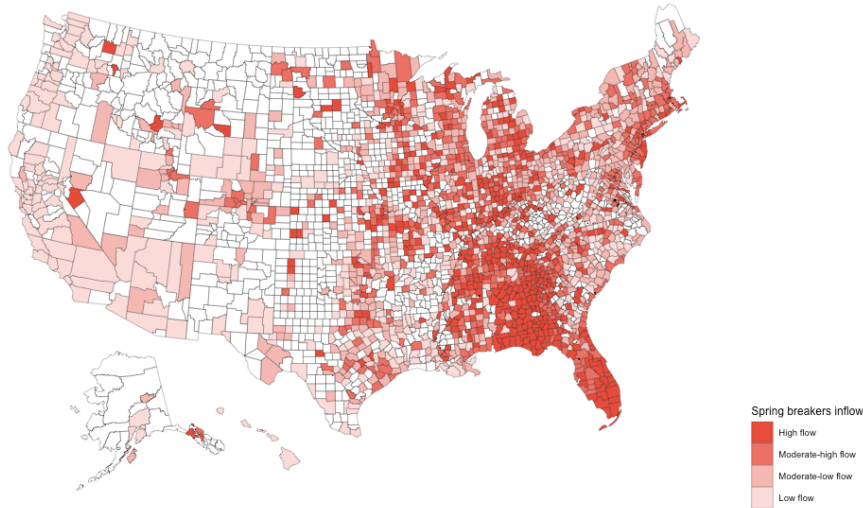 Spring breakers inflow
High flow
Moderate-high flow
Moderate-low flow
Low flow